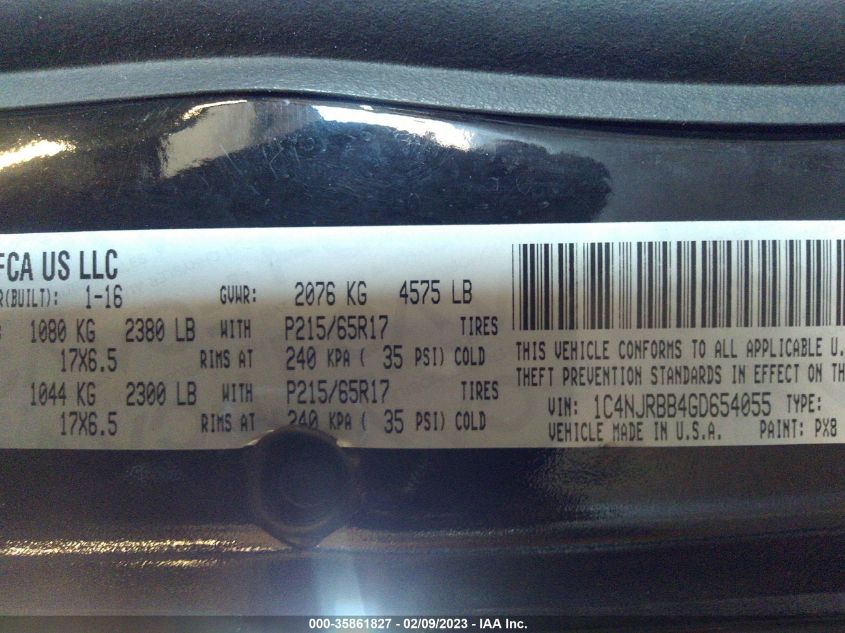 FCA US LLC
R(BUILT): 1-16 GVWR: 2076 KG 4575 LB
: 1080 KG 2380 LB WITH P215/65R17 TIRES
17X6.5 RIMS AT 240 KPA ( 35 PSI) COLD
1044 KG 2300 LB WITH P215/65R17 TIRES
17X6.5 RIMS AT 240 KPA ( 35 PSI) COLD
THIS VEHICLE CONFORMS TO ALL APPLICABLE U.
THEFT PREVENTION STANDARDS IN EFFECT ON TH
VIN: 1C4NJRBB4GD654055 TYPE:
VEHICLE MADE IN U.S.A. PAINT: PX8
000-35861827 - 02/09/2023 - IAA Inc.